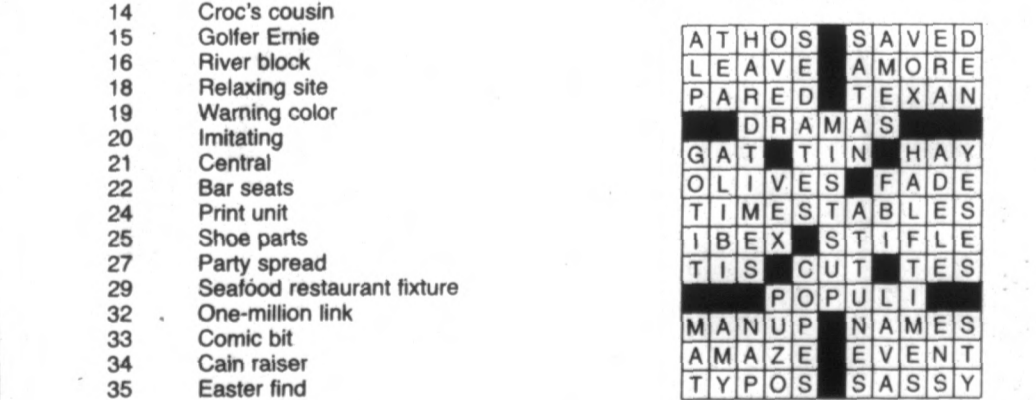 14 Croc's cousin
15 Golfer Ernie
16 River block
18 Relaxing site
19 Warning color
20 Imitating
21 Central
22 Bar seats
24 Print unit
25 Shoe parts
27 Party spread
29 Seafood restaurant fixture
32 One-million link
33 Comic bit
34 Cain raiser
35 Easter find
ATHOS SAVED
LEAVE AMORE
PARED TEXAN
DRAMAS
GAT TIN HAY
OLIVES FADE
TIMESTABLES
IBEX STIFLE
TIS CUT TES
POPULI
MANUP NAMES
AMAZE EVENT
TYPOS SASSY